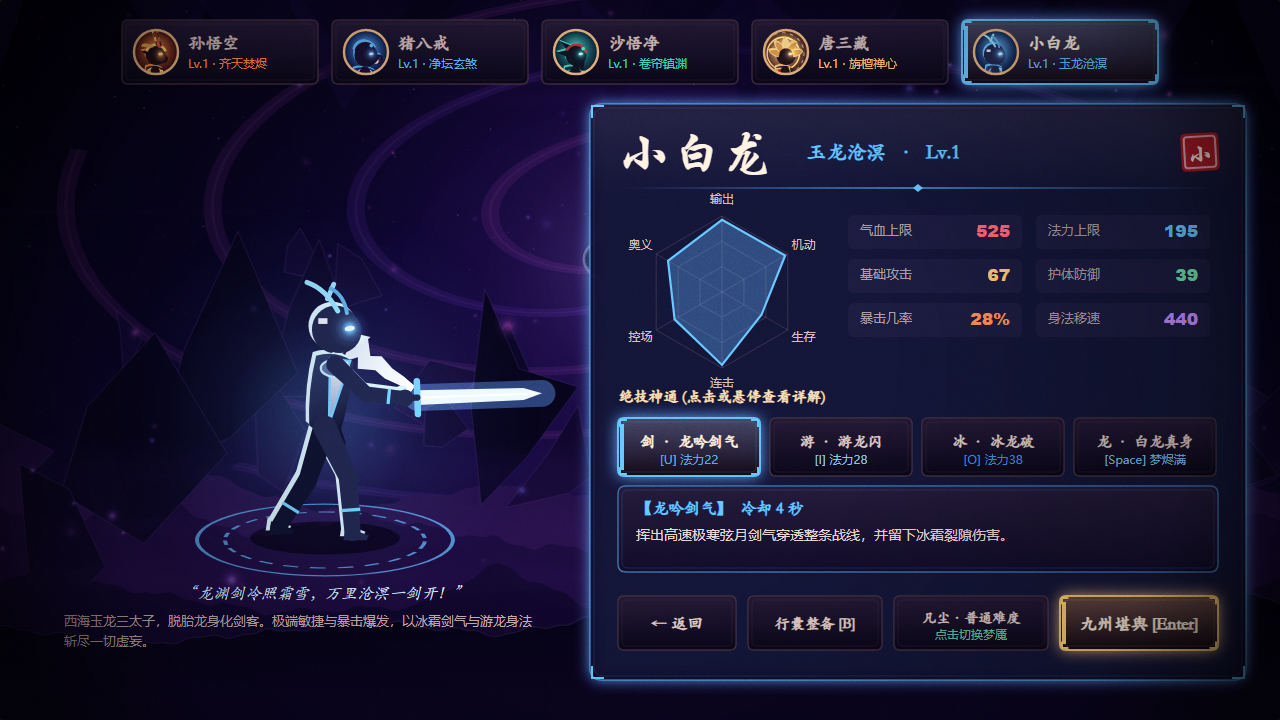 孙悟空
Lv.1 · 齐天焚烬
猪八戒
Lv.1 · 净坛玄煞
沙悟净
Lv.1 · 卷帘镇渊
唐三藏
Lv.1 · 旃檀禅心
小白龙
Lv.1 · 玉龙沧溟
小白龙
玉龙沧溟 · Lv.1
小
输出
机动
生存
连击
控场
奥义
气血上限 525
法力上限 195
基础攻击 67
护体防御 39
暴击几率 28%
身法移速 440
绝技神通 (点击或悬停查看详解)
剑 · 龙吟剑气
[U] 法力22
游 · 游龙闪
[I] 法力28
冰 · 冰龙破
[O] 法力38
龙 · 白龙真身
[Space] 梦烬满
【龙吟剑气】 冷却 4 秒
挥出高速极寒弦月剑气穿透整条战线，并留下冰霜裂隙伤害。
“龙渊剑冷照霜雪，万里沧溟一剑开！”
西海玉龙三太子，脱胎龙身化剑客。极端敏捷与暴击爆发，以冰霜剑气与游龙身法
斩尽一切虚妄。
← 返回
行囊整备 [B]
凡尘 · 普通难度
点击切换梦魇
九州堪舆 [Enter]